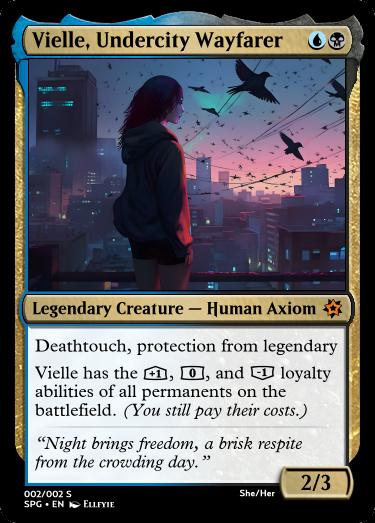 Vielle, Undercity Wayfarer
Legendary Creature — Human Axiom
Deathtouch, protection from legendary
Vielle has the +1, 0, and -1 loyalty
abilities of all permanents on the
battlefield. (You still pay their costs.)
“Night brings freedom, a brisk respite
from the crowding day.”
2/3
002/002 S
She/Her
SPG • EN Ellfyie